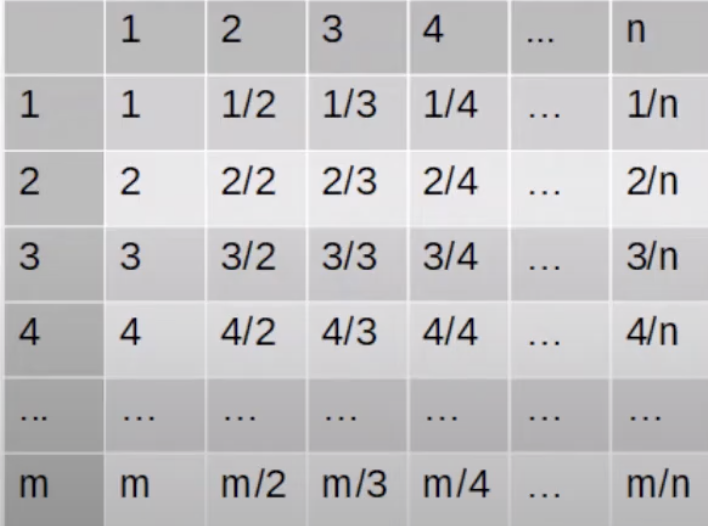 1 2 3 4 ... n
1 1 1/2 1/3 1/4 ... 1/n
2 2 2/2 2/3 2/4 ... 2/n
3 3 3/2 3/3 3/4 ... 3/n
4 4 4/2 4/3 4/4 ... 4/n
... ... ... ... ... ... ...
m m m/2 m/3 m/4 ... m/n